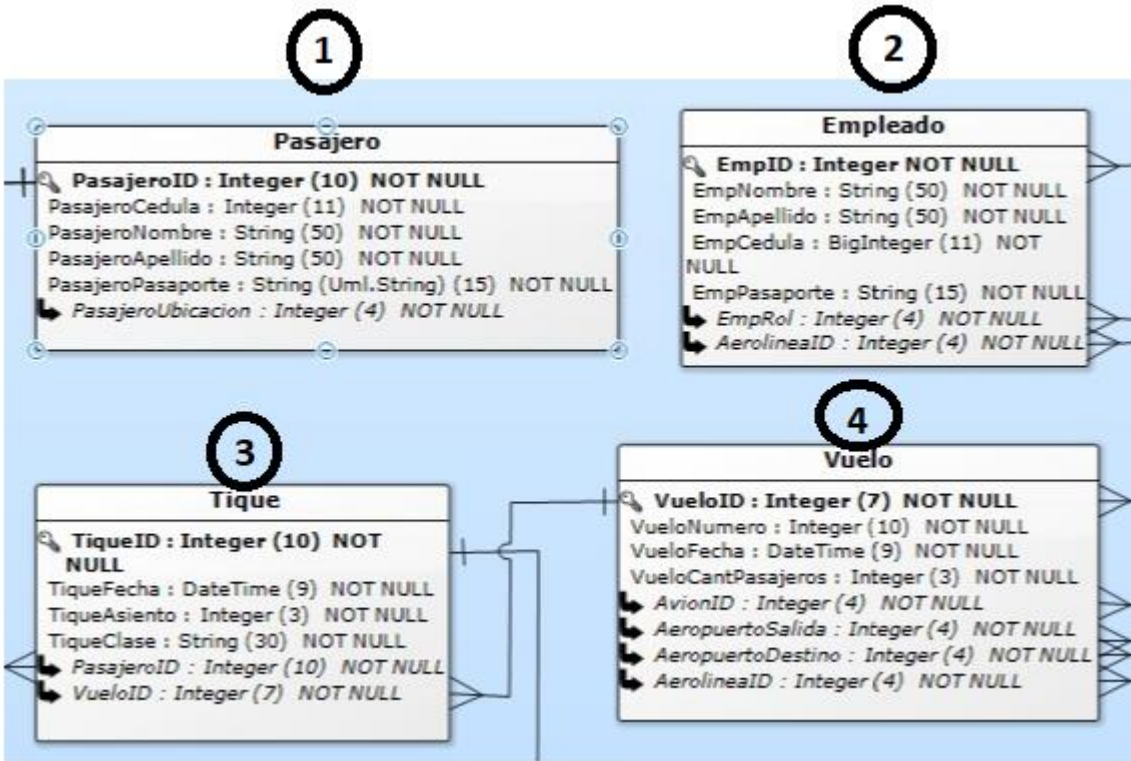 1
Pasajero
PasajeroID : Integer (10) NOT NULL
PasajeroCedula : Integer (11) NOT NULL
PasajeroNombre : String (50) NOT NULL
PasajeroApellido : String (50) NOT NULL
PasajeroPasaporte : String (Uml.String) (15) NOT NULL
PasajeroUbicacion : Integer (4) NOT NULL
2
Empleado
EmpID : Integer NOT NULL
EmpNombre : String (50) NOT NULL
EmpApellido : String (50) NOT NULL
EmpCedula : BigInteger (11) NOT
NULL
EmpPasaporte : String (15) NOT NULL
EmpRol : Integer (4) NOT NULL
AerolineaID : Integer (4) NOT NULL
3
Tique
TiqueID : Integer (10) NOT
NULL
TiqueFecha : DateTime (9) NOT NULL
TiqueAsiento : Integer (3) NOT NULL
TiqueClase : String (30) NOT NULL
PasajeroID : Integer (10) NOT NULL
VueloID : Integer (7) NOT NULL
4
Vuelo
VueloID : Integer (7) NOT NULL
VueloNumero : Integer (10) NOT NULL
VueloFecha : DateTime (9) NOT NULL
VueloCantPasajeros : Integer (3) NOT NULL
AvionID : Integer (4) NOT NULL
AeropuertoSalida : Integer (4) NOT NULL
AeropuertoDestino : Integer (4) NOT NULL
AerolineaID : Integer (4) NOT NULL